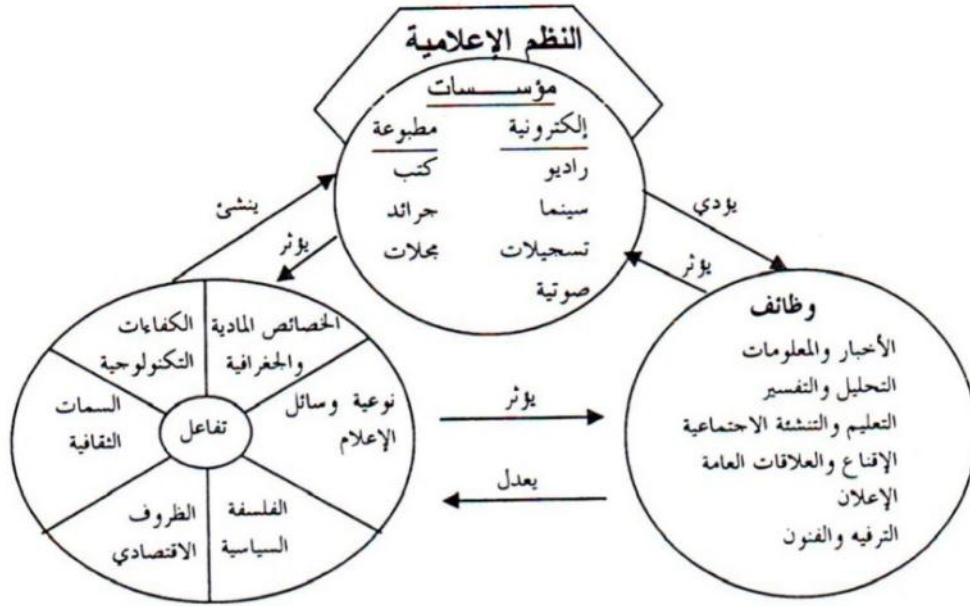 النظم الإعلامية
مؤســـــسات
إلكترونية
مطبوعة
راديو
كتب
سينما
جرائد
تسجيلات
مجلات
صوتية
ينشئ
يؤثر
يؤدي
يؤثر
وظائف
الأخبار والمعلومات
التحليل والتفسير
التعليم والتنشئة الاجتماعية
الإقناع والعلاقات العامة
الإعلان
الترفيه والفنون
يؤثر
يعدل
الخصائص المادية
والجغرافية
الكفاءات
التكنولوجية
نوعية وسائل
الإعلام
تفاعل
السمات
الثقافية
الفلسفة
السياسية
الظروف
الاقتصادي